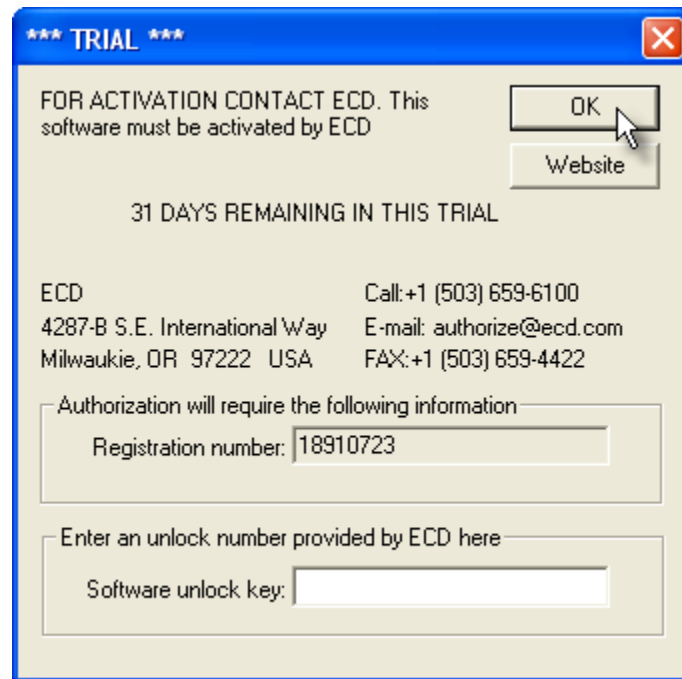 *** TRIAL ***
FOR ACTIVATION CONTACT ECD. This
software must be activated by ECD
OK
Website
31 DAYS REMAINING IN THIS TRIAL
ECD
4287-B S.E. International Way
Milwaukie, OR 97222 USA
Call:+1 (503) 659-6100
E-mail: authorize@ecd.com
FAX:+1 (503) 659-4422
Authorization will require the following information
Registration number: 18910723
Enter an unlock number provided by ECD here
Software unlock key: